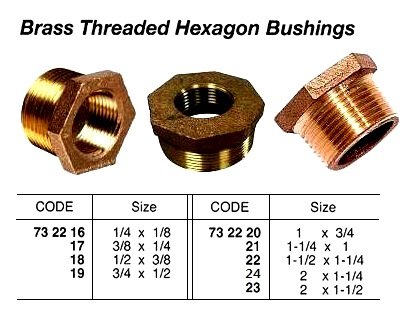 Brass Threaded Hexagon Bushings
CODE Size CODE Size
73 22 16 1/4 x 1/8 73 22 20 1 x 3/4
17 3/8 x 1/4 21 1-1/4 x 1
18 1/2 x 3/8 22 1-1/2 x 1-1/4
19 3/4 x 1/2 24 2 x 1-1/4
23 2 x 1-1/2